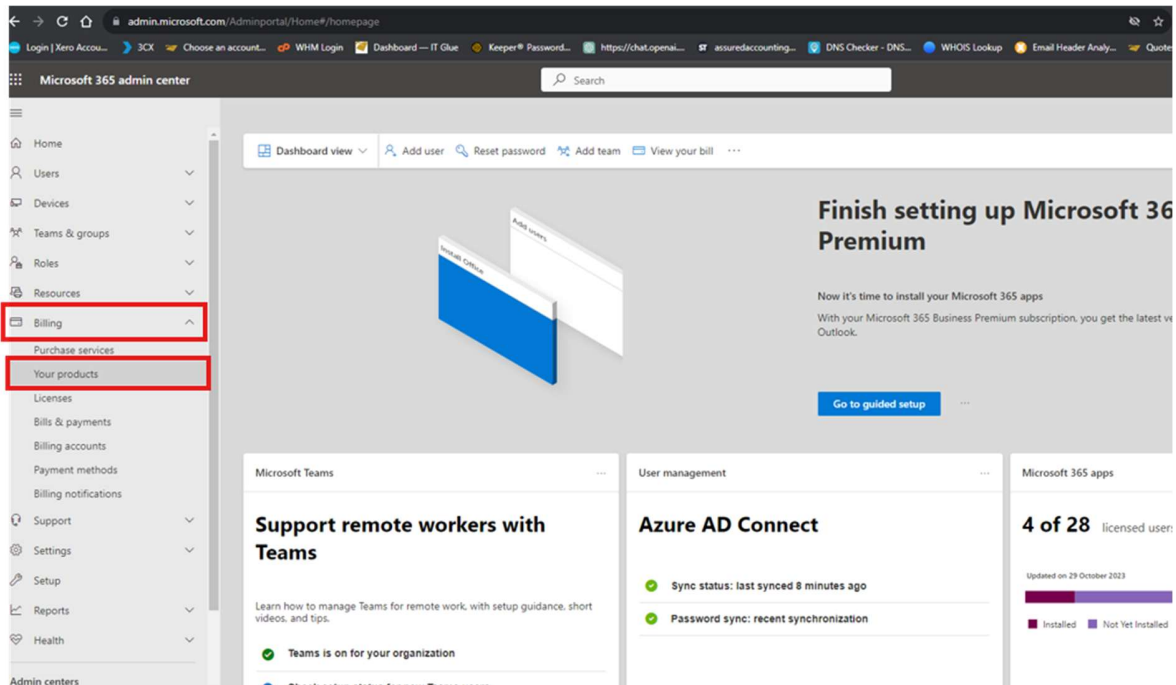 admin.microsoft.com/Adminportal/Home#/homepage
Login | Xero Accou...
3CX
Choose an account...
WHM Login
Dashboard — IT Glue
Keeper® Password...
https://chat.openai....
assuredaccounting...
DNS Checker - DNS...
WHOIS Lookup
Email Header Analy...
Quote
Microsoft 365 admin center
Search
Home
Users
Devices
Teams & groups
Roles
Resources
Billing
Purchase services
Your products
Licenses
Bills & payments
Billing accounts
Payment methods
Billing notifications
Support
Settings
Setup
Reports
Health
Admin centers
Dashboard view
Add user
Reset password
Add team
View your bill
Install Office
Add users
Finish setting up Microsoft 36
Premium
Now it's time to install your Microsoft 365 apps
With your Microsoft 365 Business Premium subscription, you get the latest ve
Outlook.
Go to guided setup
Microsoft Teams
Support remote workers with
Teams
Learn how to manage Teams for remote work, with setup guidance, short
videos, and tips.
Teams is on for your organization
User management
Azure AD Connect
Sync status: last synced 8 minutes ago
Password sync: recent synchronization
Microsoft 365 apps
4 of 28 licensed users
Updated on 29 October 2023
Installed
Not Yet Installed